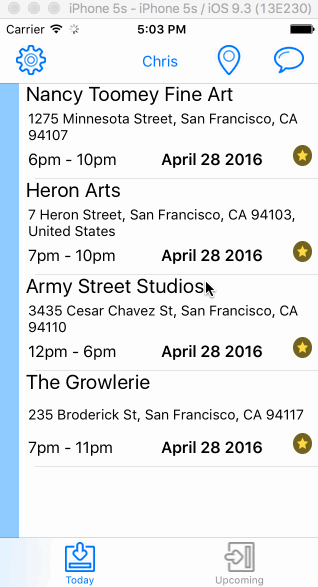 iPhone 5s - iPhone 5s / iOS 9.3 (13E230)
Carrier 5:03 PM
Chris
Nancy Toomey Fine Art
1275 Minnesota Street, San Francisco, CA
94107
6pm - 10pm April 28 2016
Heron Arts
7 Heron Street, San Francisco, CA 94103,
United States
7pm - 10pm April 28 2016
Army Street Studios
3435 Cesar Chavez St, San Francisco, CA
94110
12pm - 6pm April 28 2016
The Growlerie
235 Broderick St, San Francisco, CA 94117
7pm - 11pm April 28 2016
Today Upcoming